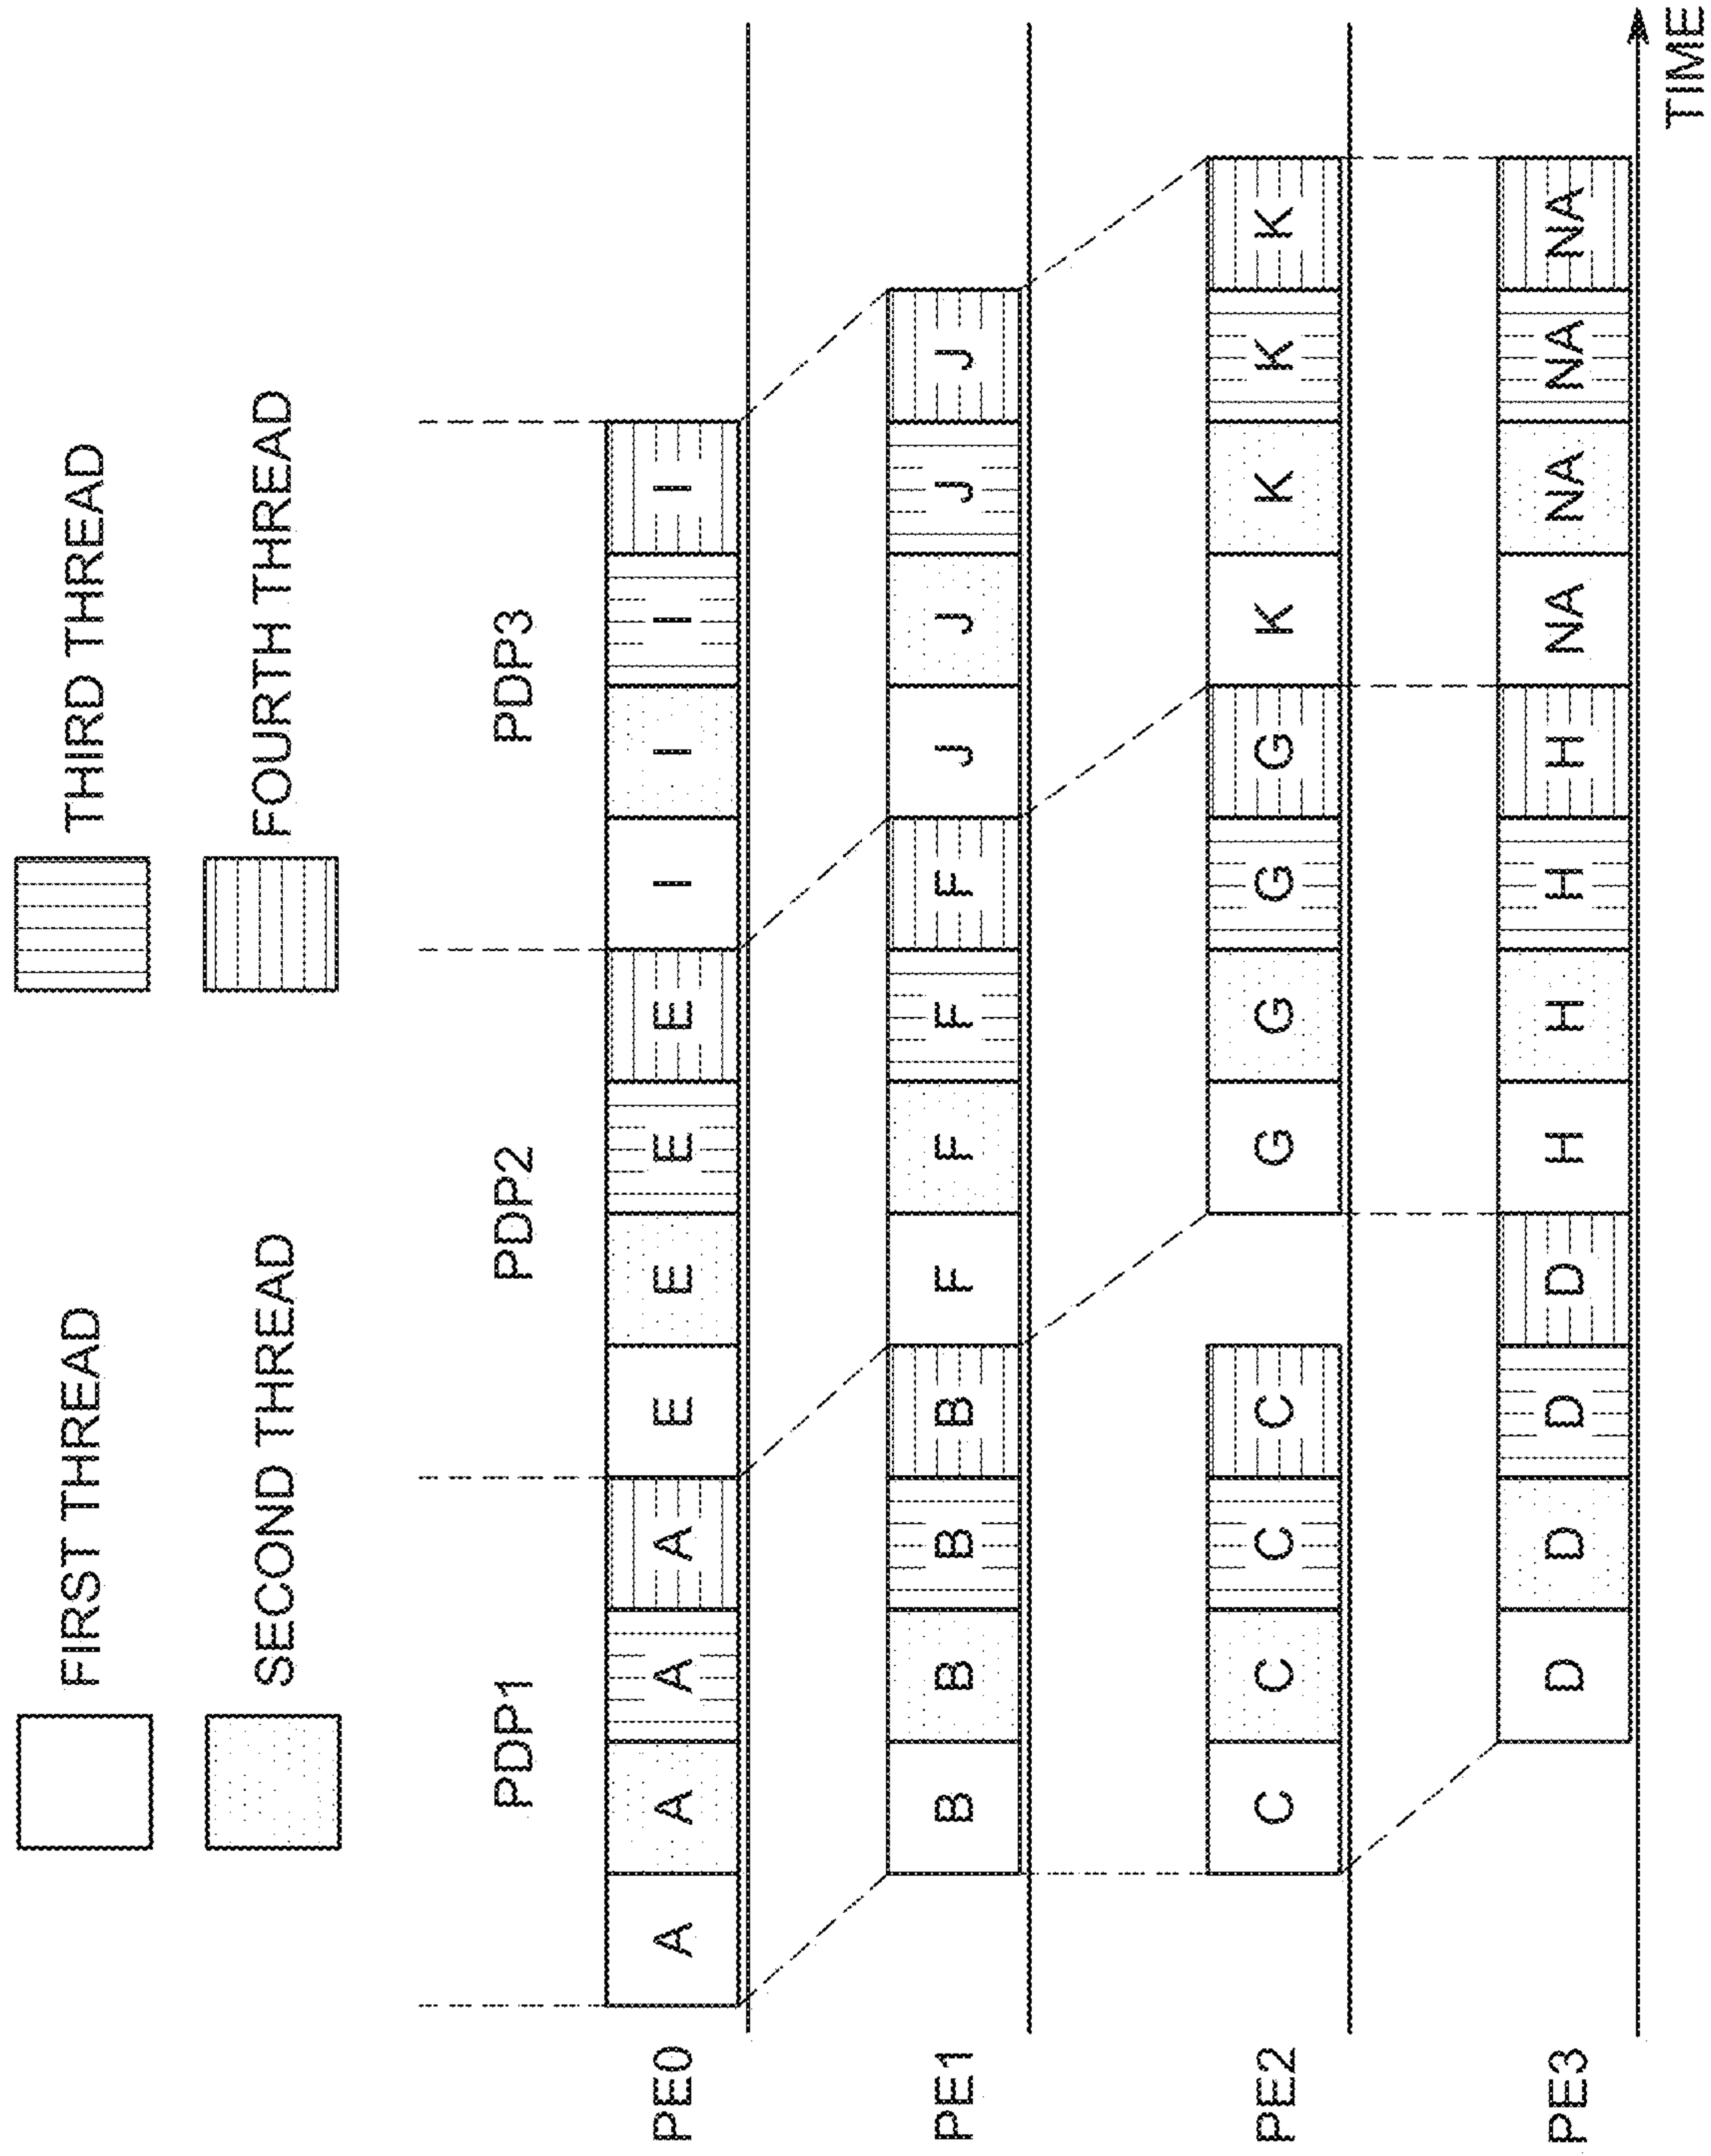 FIRST THREAD
THIRD THREAD
SECOND THREAD
FOURTH THREAD
PDP1 PDP2 PDP3
PE0 A A A A E E E E I I I I
PE1 B B B B F F F F J J J J
PE2 C C C C G G G G K K K K
PE3 D D D D H H H H NA NA NA NA
TIME